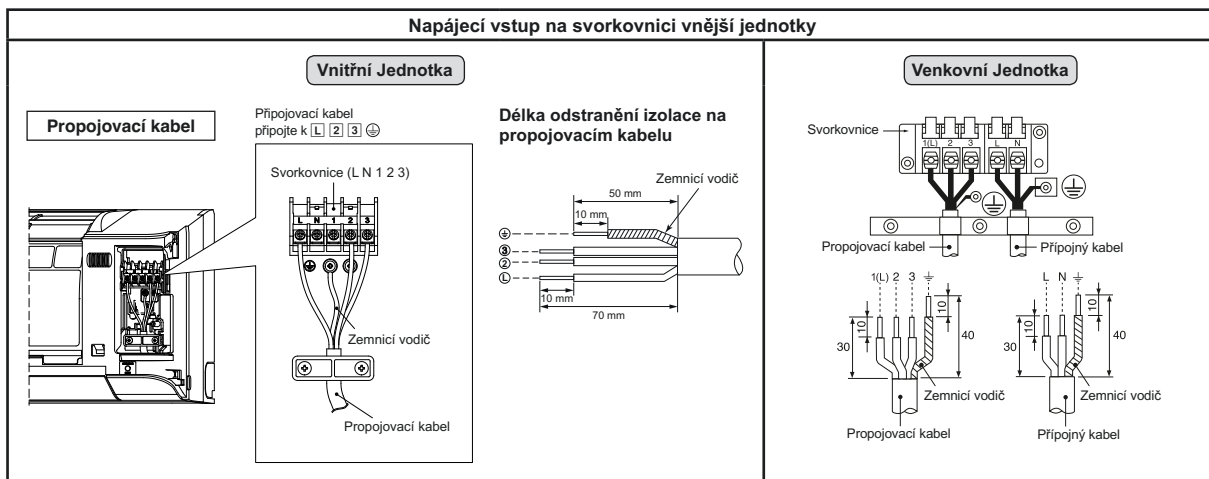 Napájecí vstup na svorkovnici vnější jednotky
Vnitřní Jednotka
Propojovací kabel
Připojovací kabel
připojte k L 2 3 ⏚
Svorkovnice (L N 1 2 3)
L N 1 2 3
Zemnicí vodič
Propojovací kabel
Délka odstranění izolace na
propojovacím kabelu
Zemnicí vodič
50 mm
10 mm
⏚
③
②
Ⓛ
10 mm
70 mm
Venkovní Jednotka
Svorkovnice
1(L) 2 3 L N
Propojovací kabel
Přípojný kabel
1(L) 2 3 ⏚
10
10
30
40
Zemnicí vodič
Propojovací kabel
L N ⏚
10
10
30
40
Zemnicí vodič
Přípojný kabel